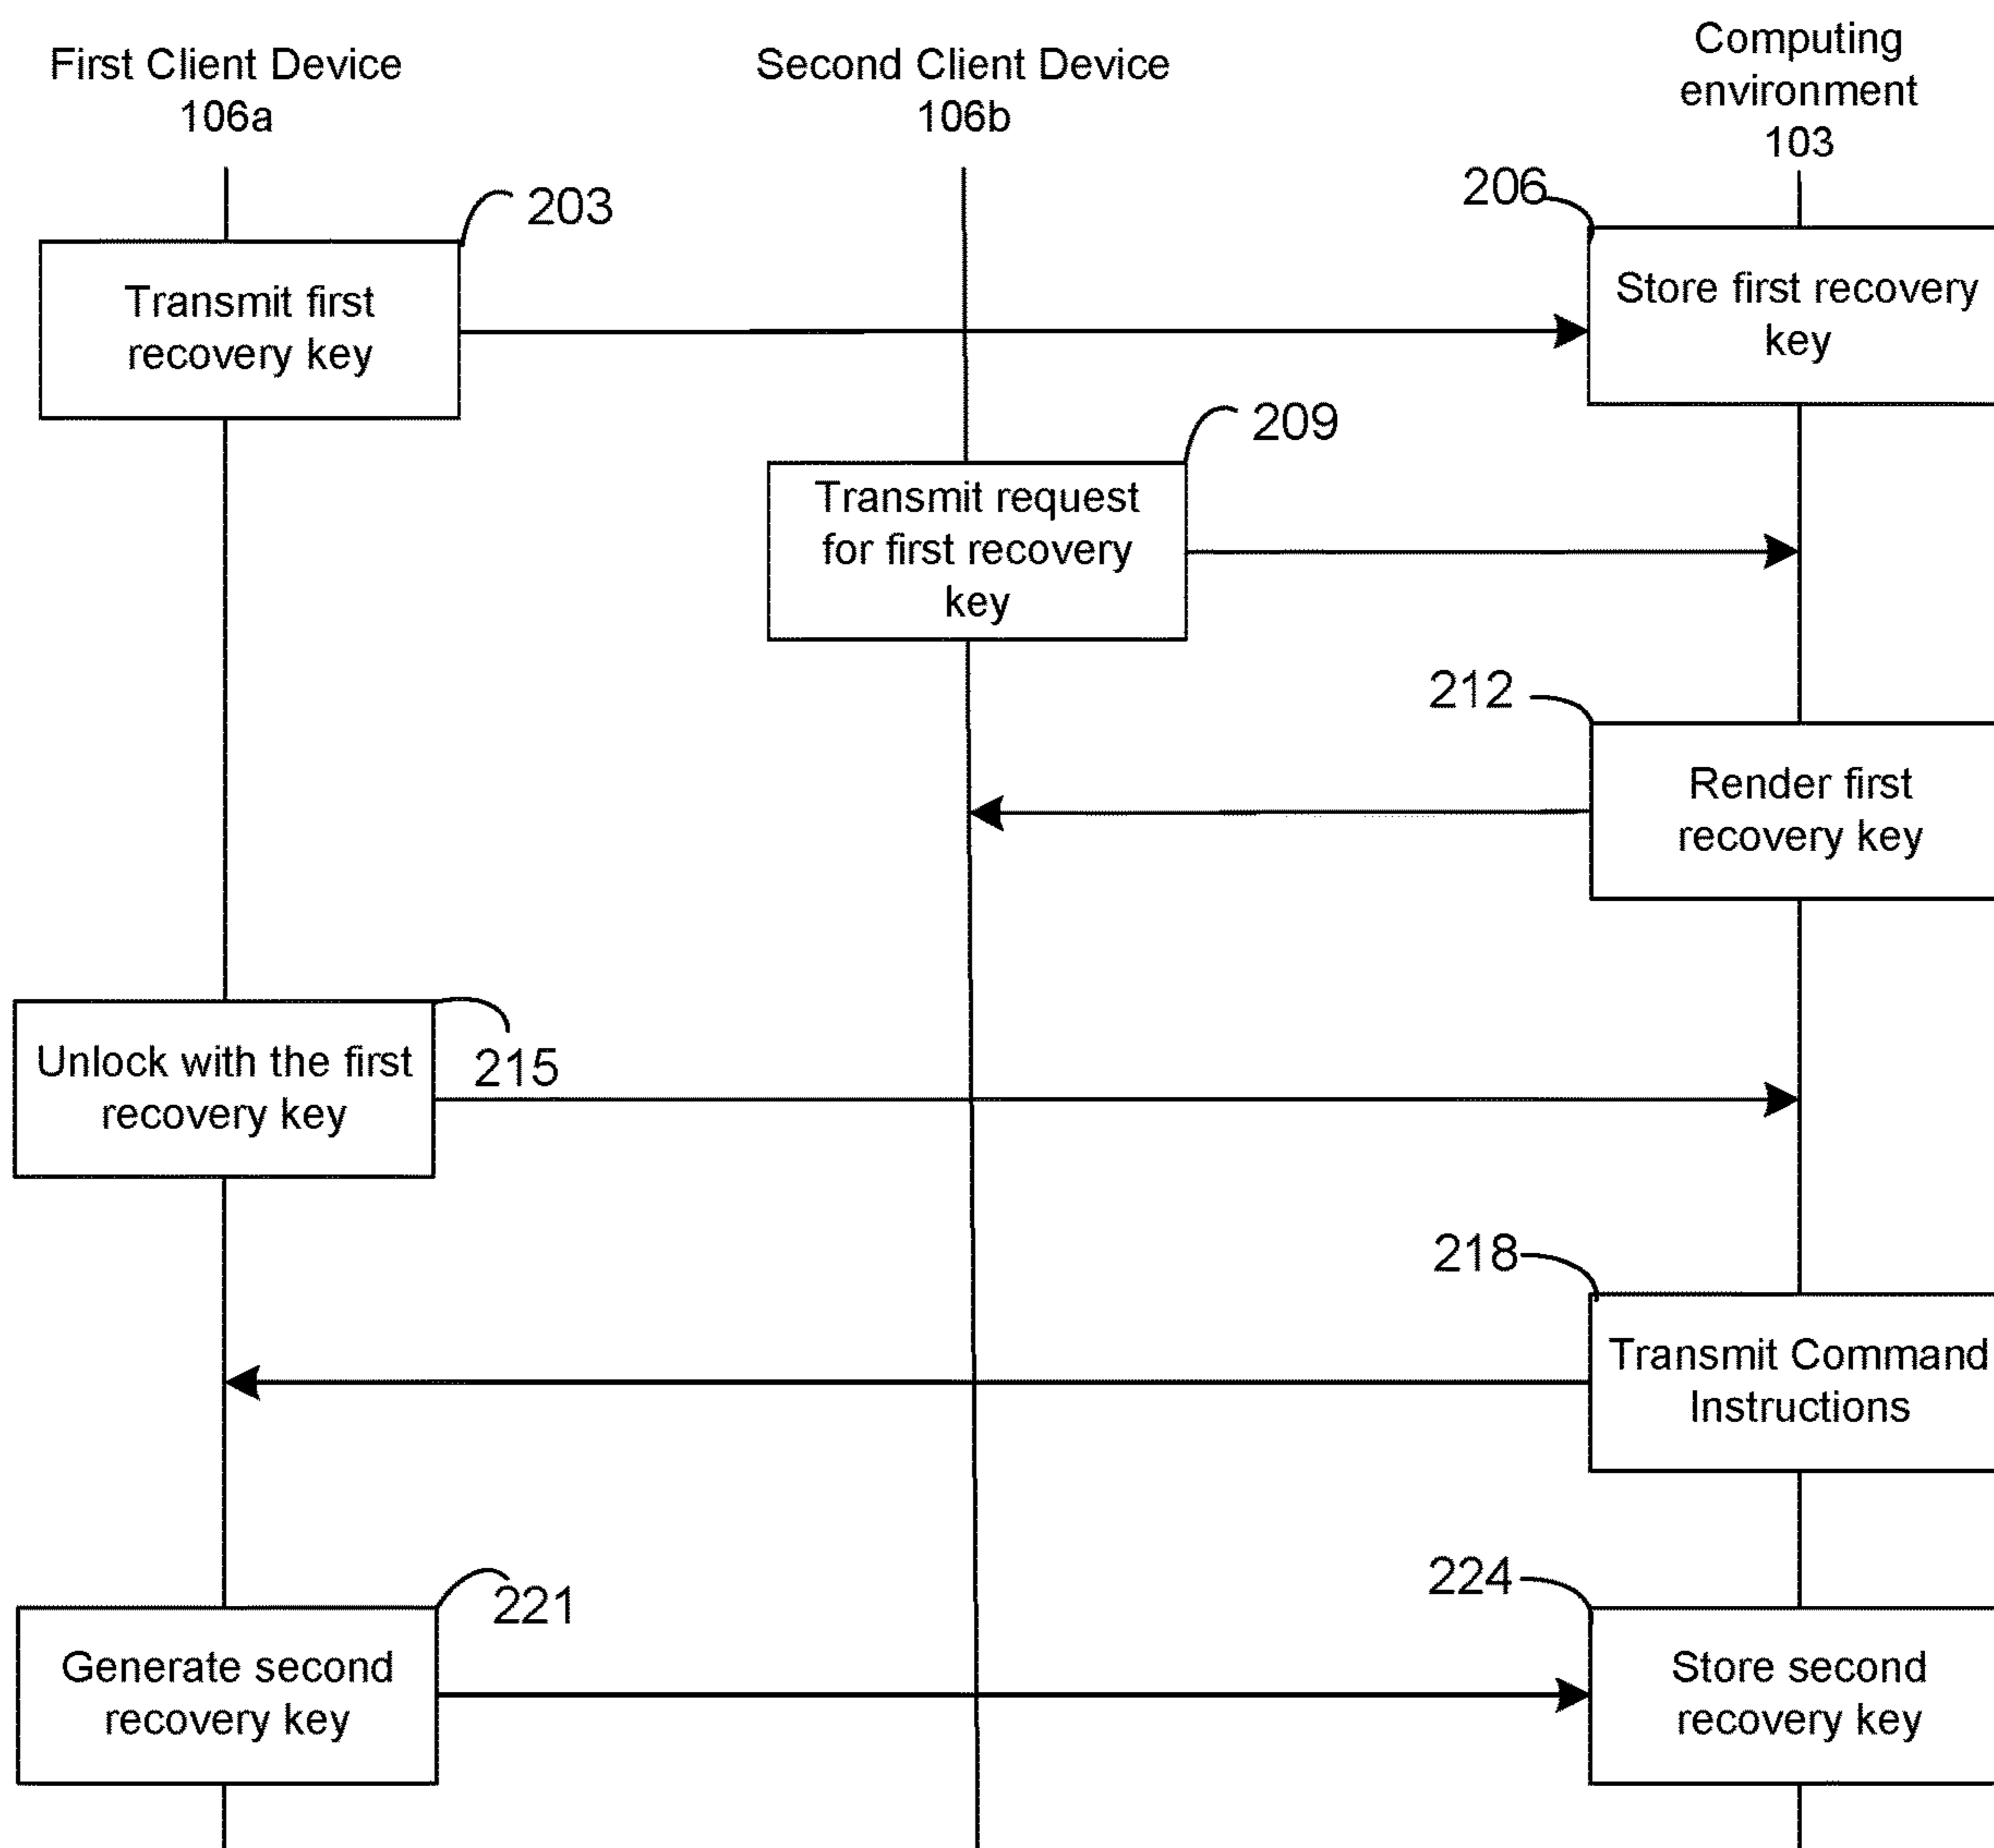 First Client Device
106a
Second Client Device
106b
Computing
environment
103
203
206
Transmit first
recovery key
Store first recovery
key
209
Transmit request
for first recovery
key
212
Render first
recovery key
215
Unlock with the first
recovery key
218
Transmit Command
Instructions
221
224
Generate second
recovery key
Store second
recovery key